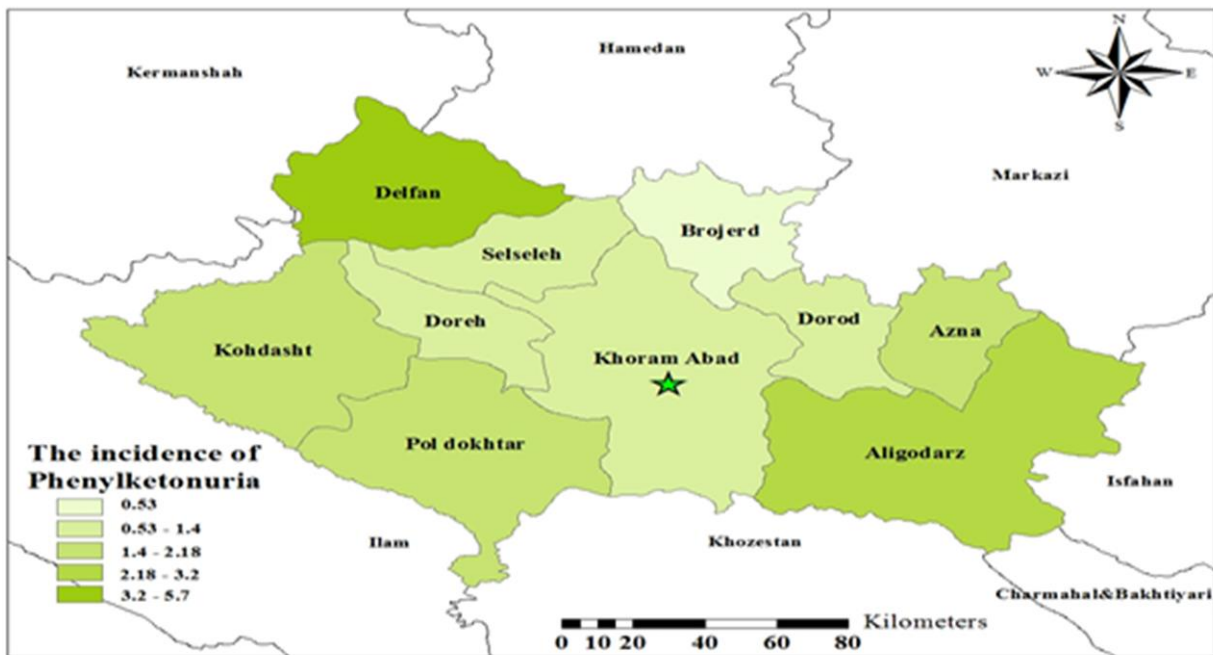 N
Hamedan
Kermanshah
W
E
S
Markazi
Delfan
Brojerd
Selseleh
Doreh
Dorod
Azna
Kohdasht
Khoram Abad
Pol dokhtar
Aligodarz
The incidence of
Phenylketonuria
0.53
0.53 - 1.4
1.4 - 2.18
2.18 - 3.2
3.2 - 5.7
Isfahan
Ilam
Khozestan
Charmahal&Bakhtiyari
Kilometers
0 10 20 40 60 80